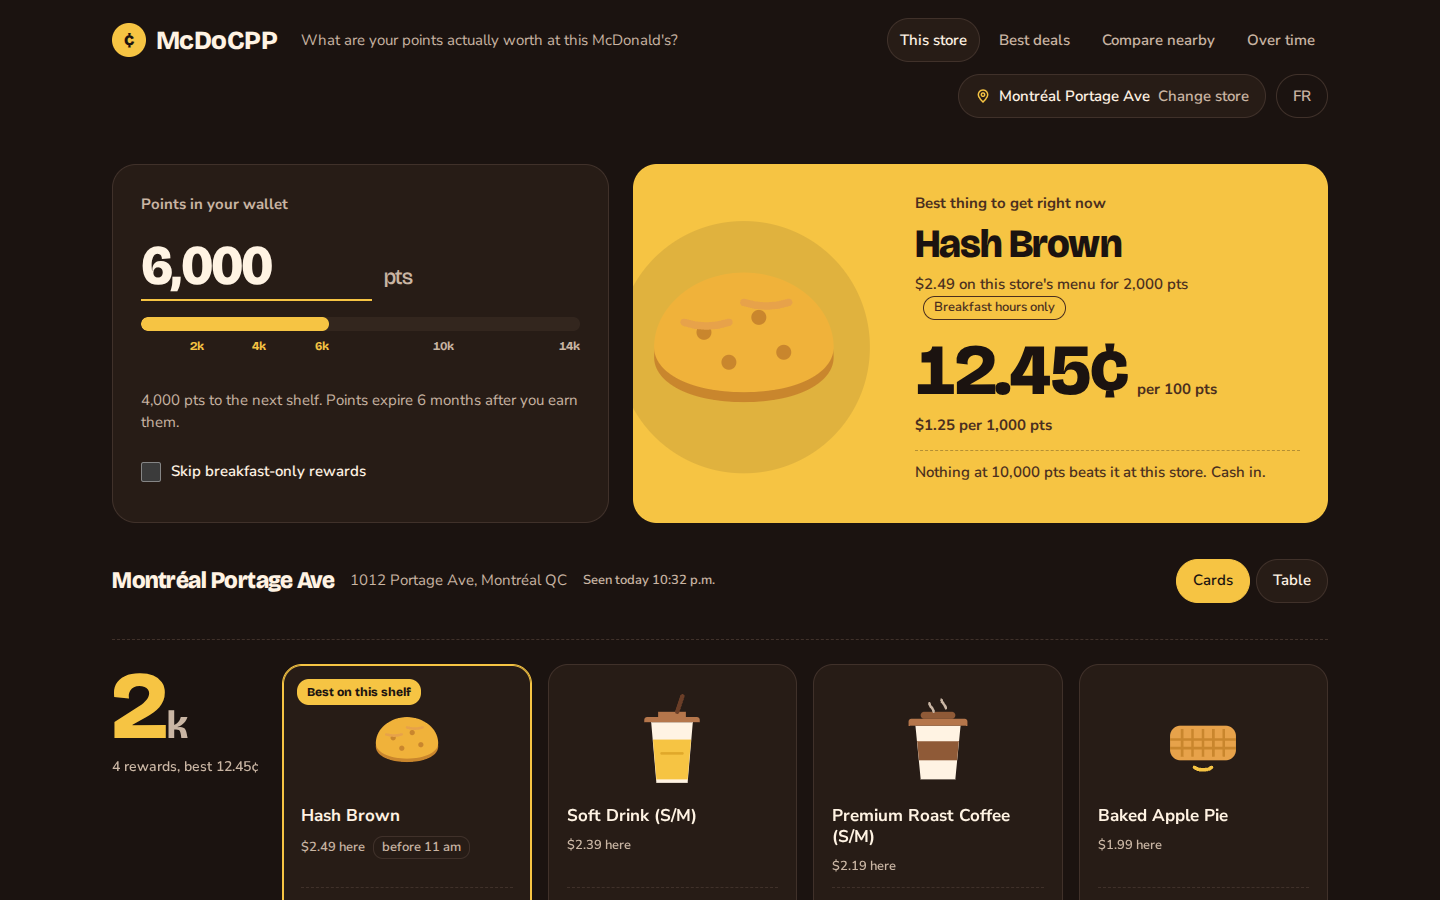 ¢ McDoCPP What are your points actually worth at this McDonald's? This store Best deals Compare nearby Over time
Montréal Portage Ave Change store FR
Points in your wallet
6,000 pts
2k 4k 6k 10k 14k
4,000 pts to the next shelf. Points expire 6 months after you earn
them.
Skip breakfast-only rewards
Best thing to get right now
Hash Brown
$2.49 on this store's menu for 2,000 pts
Breakfast hours only
12.45¢ per 100 pts
$1.25 per 1,000 pts
Nothing at 10,000 pts beats it at this store. Cash in.
Montréal Portage Ave 1012 Portage Ave, Montréal QC Seen today 10:32 p.m. Cards Table
2k
4 rewards, best 12.45¢
Best on this shelf
Hash Brown
$2.49 here before 11 am
Soft Drink (S/M)
$2.39 here
Premium Roast Coffee
(S/M)
$2.19 here
Baked Apple Pie
$1.99 here